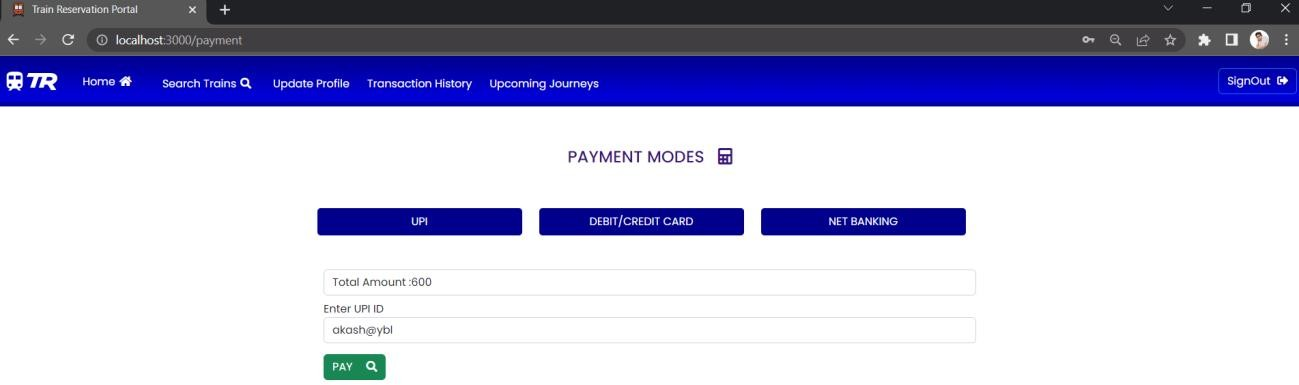 Train Reservation Portal
localhost:3000/payment
TR Home Search Trains Update Profile Transaction History Upcoming Journeys SignOut
PAYMENT MODES
UPI DEBIT/CREDIT CARD NET BANKING
Total Amount :600
Enter UPI ID
akash@ybl
PAY